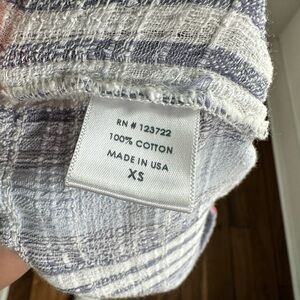 RN # 123722
100% COTTON
MADE IN USA
XS